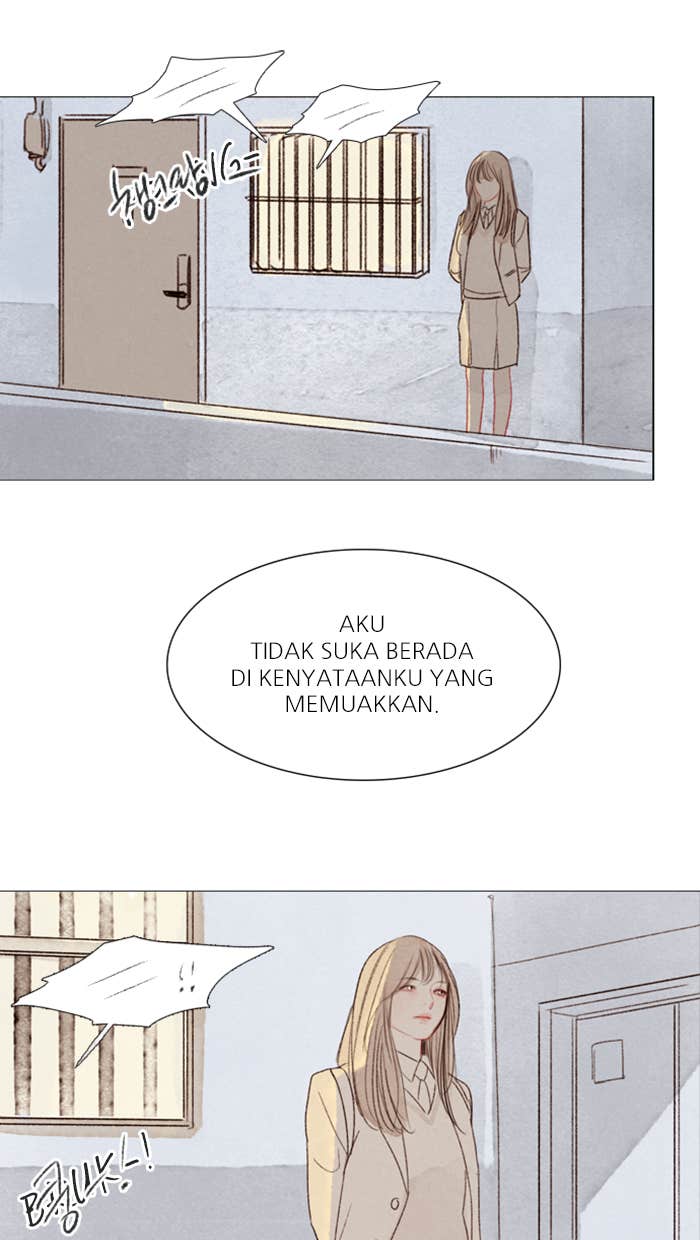 AKU
TIDAK SUKA BERADA
DI KENYATAANKU YANG
MEMUAKKAN.
!!